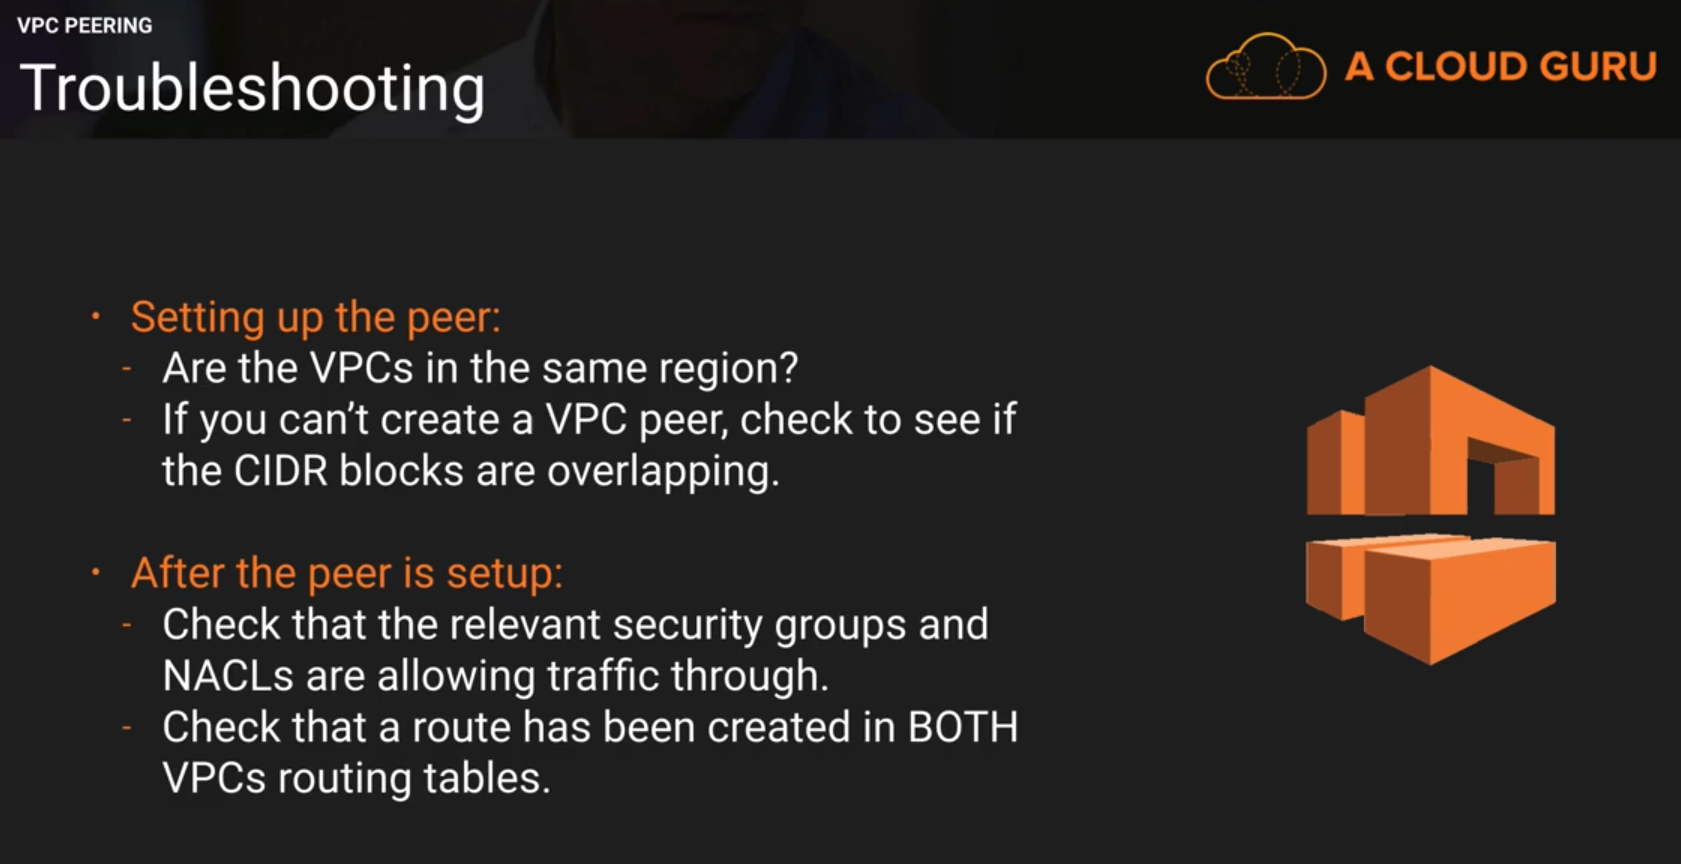 VPC PEERING
Troubleshooting
A CLOUD GURU
• Setting up the peer:
- Are the VPCs in the same region?
- If you can’t create a VPC peer, check to see if
the CIDR blocks are overlapping.
• After the peer is setup:
- Check that the relevant security groups and
NACLs are allowing traffic through.
- Check that a route has been created in BOTH
VPCs routing tables.